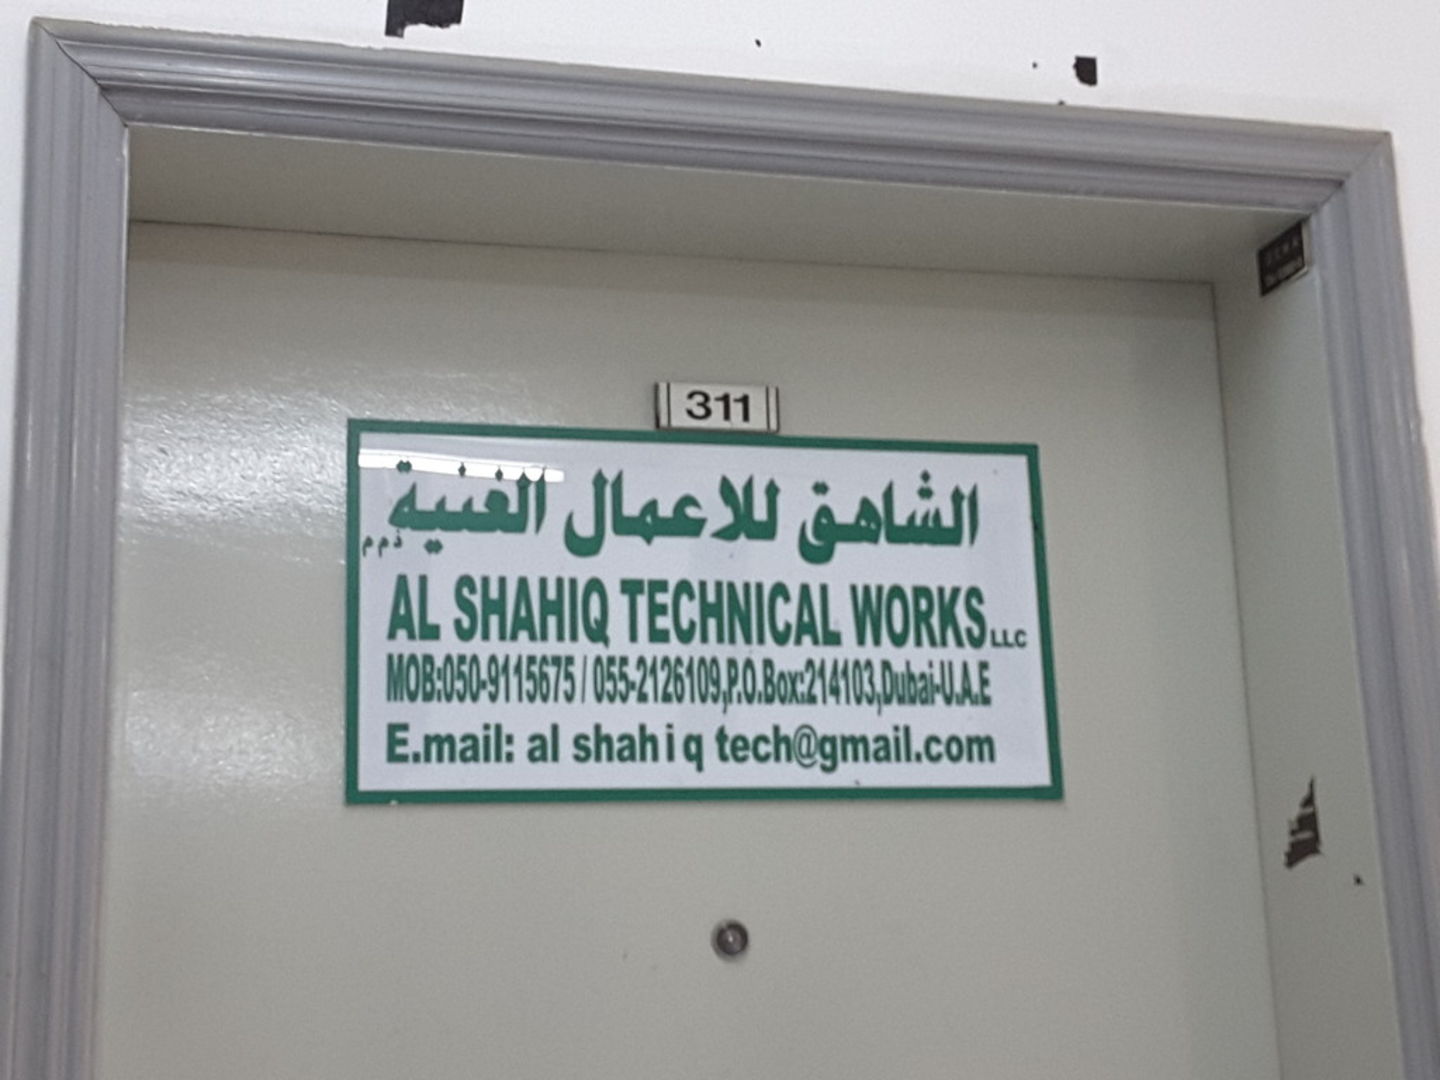 311
الشاهق للاعمال الفنية ذ م م
AL SHAHIQ TECHNICAL WORKS LLC
MOB:050-9115675 / 055-2126109,P.O.Box:214103,Dubai-U.A.E
E.mail: al shahiq tech@gmail.com